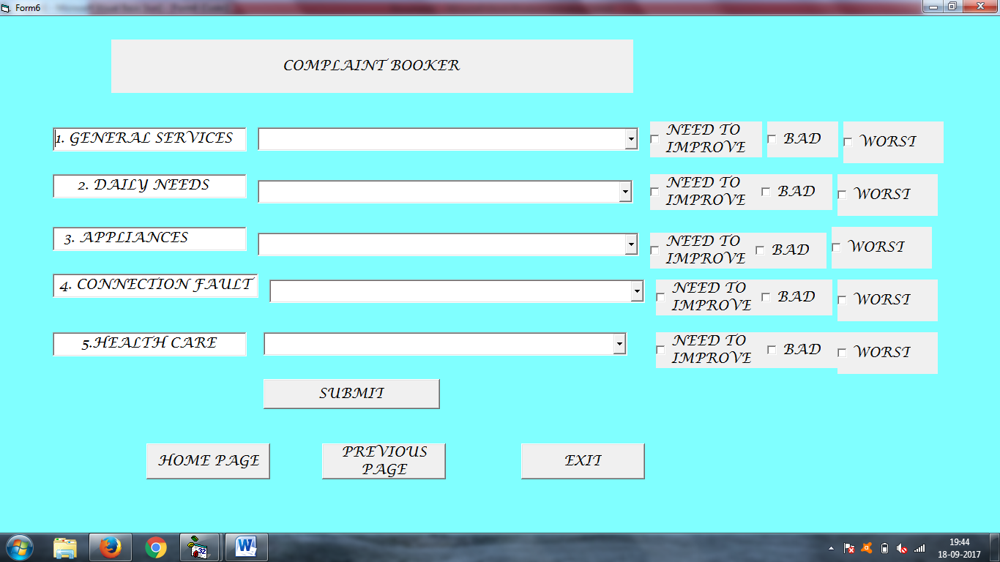 Form6
COMPLAINT BOOKER
1. GENERAL SERVICES
NEED TO
IMPROVE
BAD
WORST
2. DAILY NEEDS
NEED TO
IMPROVE
BAD
WORST
3. APPLIANCES
NEED TO
IMPROVE
BAD
WORST
4. CONNECTION FAULT
NEED TO
IMPROVE
BAD
WORST
5.HEALTH CARE
NEED TO
IMPROVE
BAD
WORST
SUBMIT
HOME PAGE
PREVIOUS
PAGE
EXIT
32
W
19:44
18-09-2017